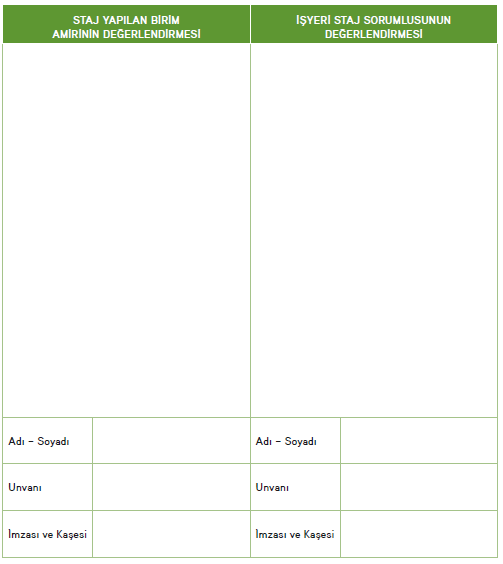 STAJ YAPILAN BİRİM
AMİRİNİN DEĞERLENDİRMESİ
İŞYERİ STAJ SORUMLUSUNUN
DEĞERLENDİRMESİ
Adı - Soyadı
Adı - Soyadı
Unvanı
Unvanı
İmzası ve Kaşesi
İmzası ve Kaşesi